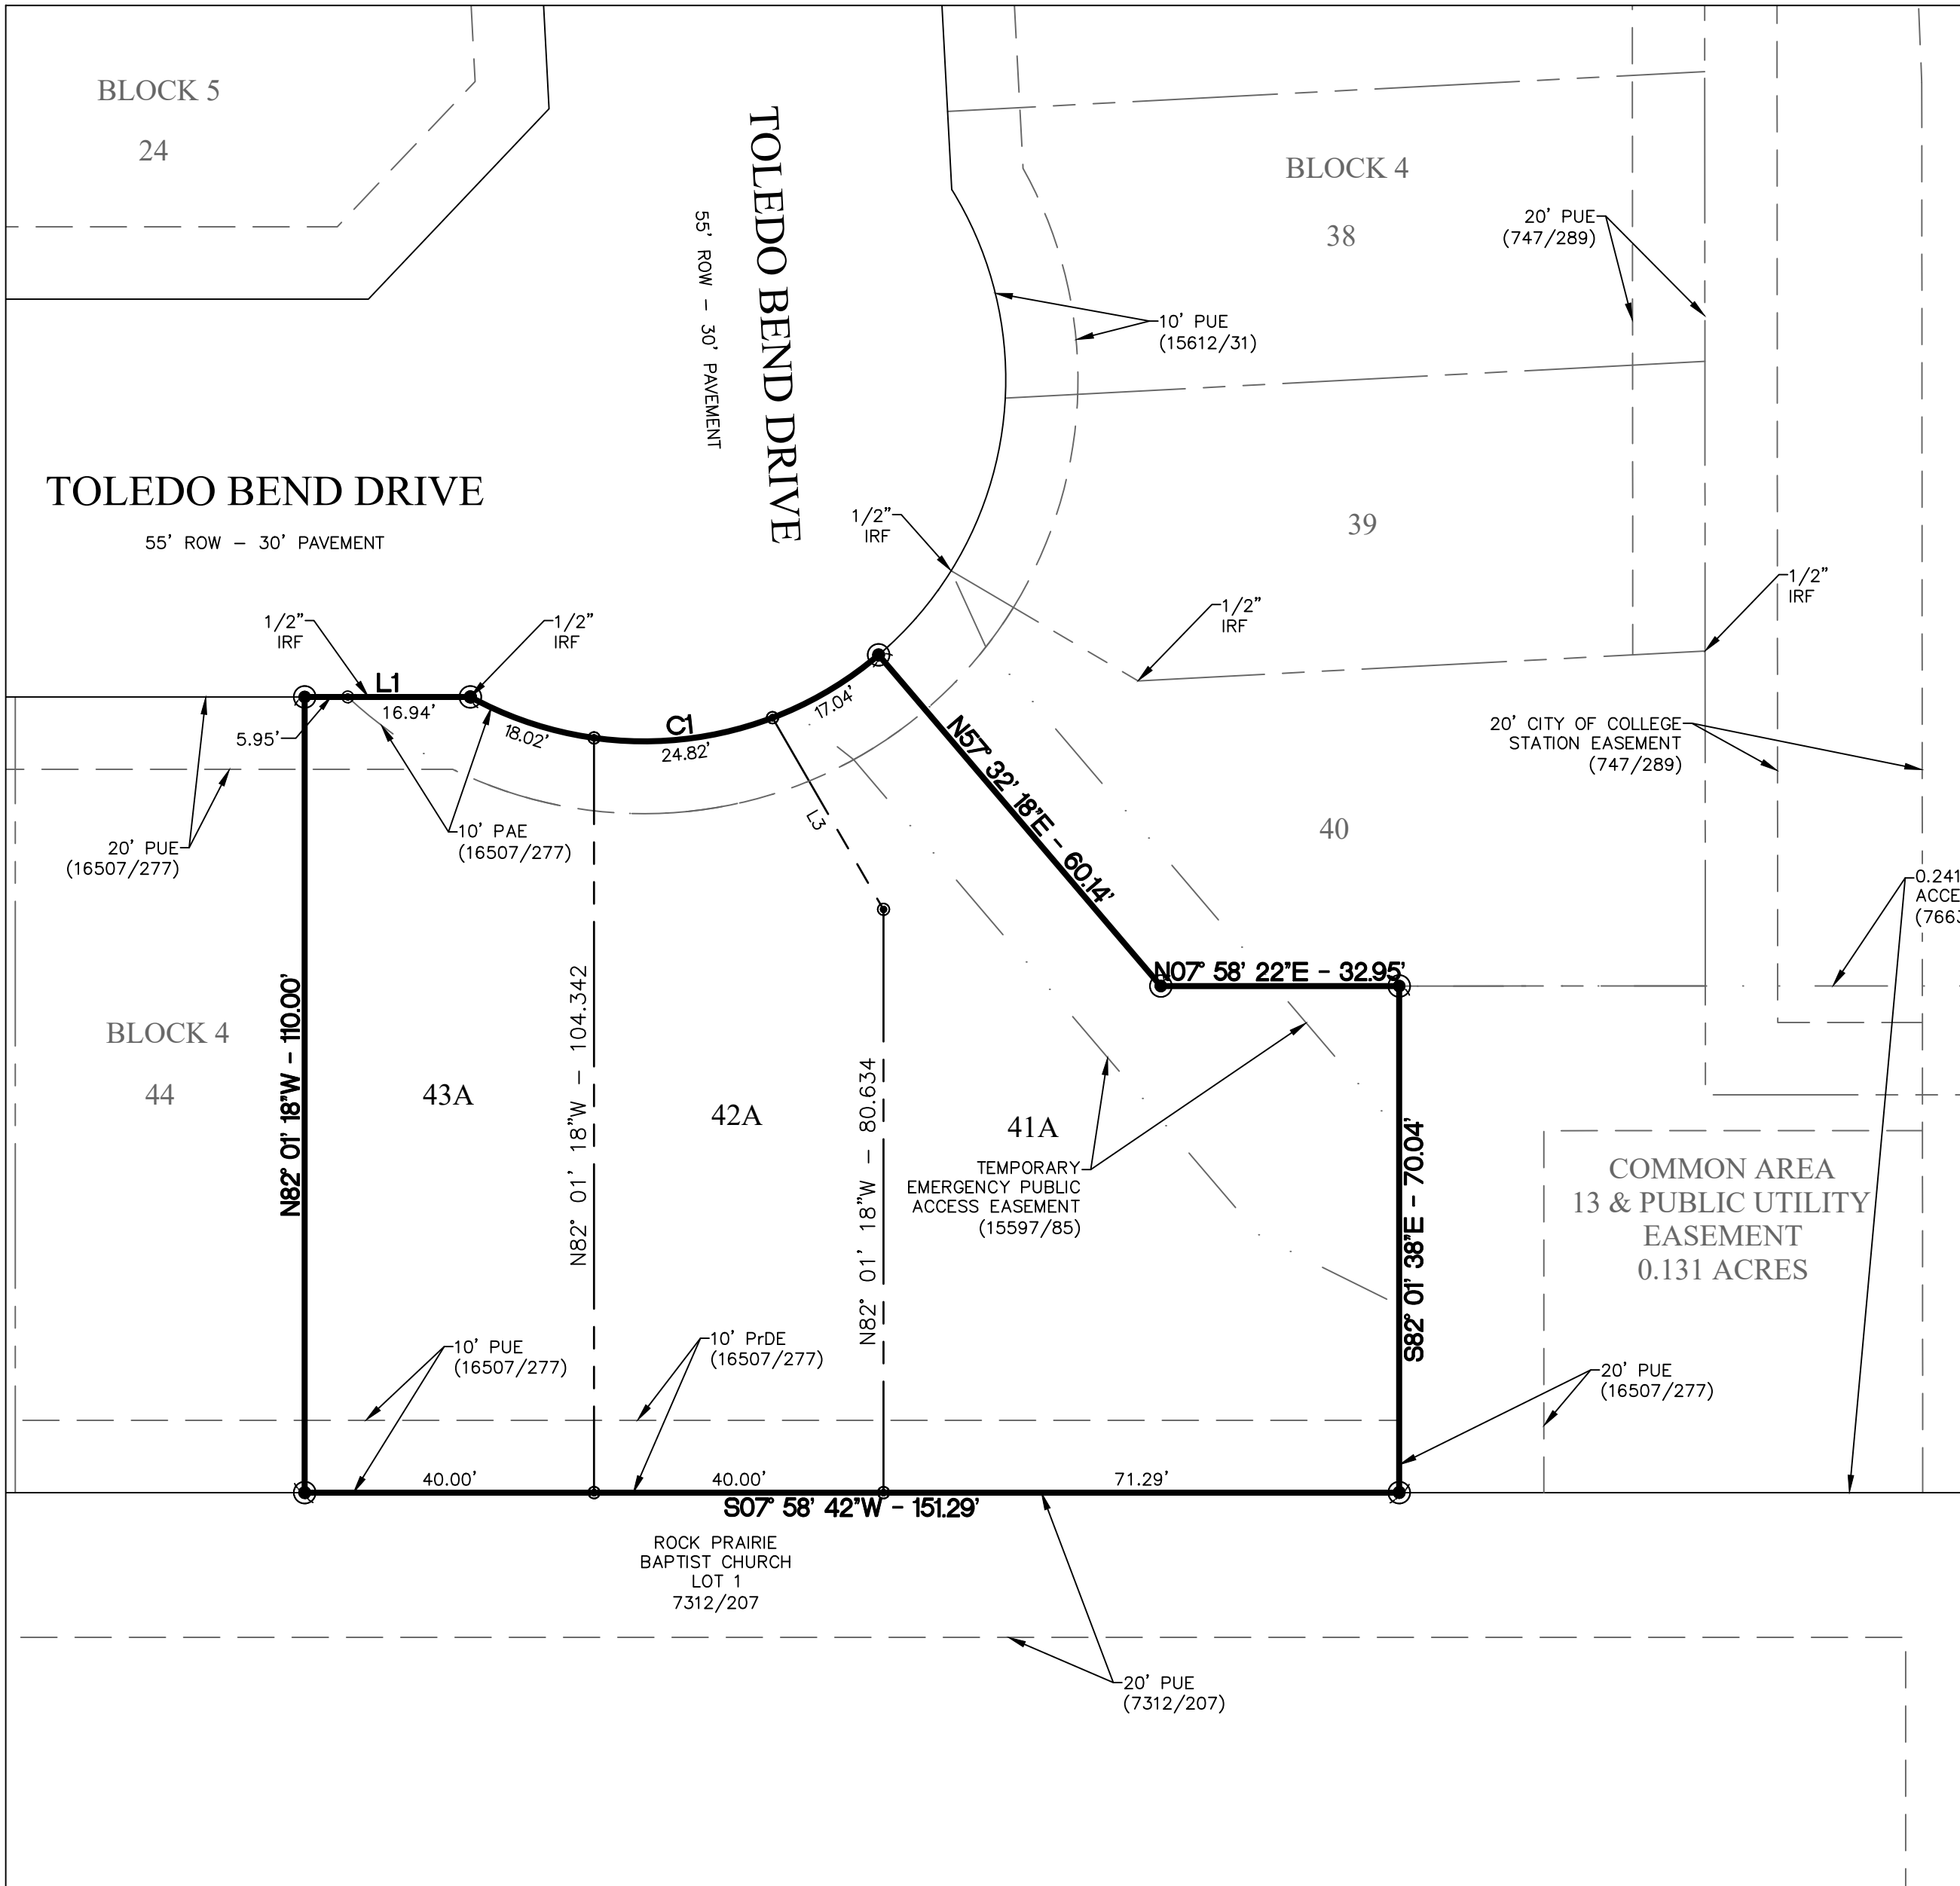 BLOCK 5
24
TOLEDO BEND DRIVE
55' ROW - 30' PAVEMENT
BLOCK 4
38
20' PUE
(747/289)
10' PUE
(15612/31)
TOLEDO BEND DRIVE
55' ROW - 30' PAVEMENT
1/2"
IRF
39
1/2"
IRF
1/2"
IRF
1/2"
IRF
1/2"
IRF
L1
16.94'
5.95'
18.02'
C1
24.82'
17.04'
L3
N57° 32' 18"E - 60.14'
20' CITY OF COLLEGE
STATION EASEMENT
(747/289)
40
20' PUE
(16507/277)
10' PAE
(16507/277)
0.241
ACCE
(7663
N07° 58' 22"E - 32.95'
BLOCK 4
44
N82° 01' 18"W - 110.00'
43A
N82° 01' 18"W - 104.342
42A
N82° 01' 18"W - 80.634
41A
TEMPORARY
EMERGENCY PUBLIC
ACCESS EASEMENT
(15597/85)
S82° 01' 38"E - 70.04'
COMMON AREA
13 & PUBLIC UTILITY
EASEMENT
0.131 ACRES
10' PUE
(16507/277)
10' PrDE
(16507/277)
20' PUE
(16507/277)
40.00'
40.00'
71.29'
S07° 58' 42"W - 151.29'
ROCK PRAIRIE
BAPTIST CHURCH
LOT 1
7312/207
20' PUE
(7312/207)